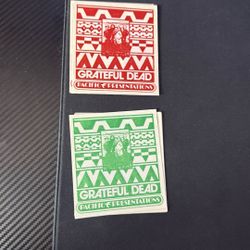 GRATEFUL DEAD
PACIFIC PRESENTATIONS
GRATEFUL DEAD
PACIFIC PRESENTATIONS